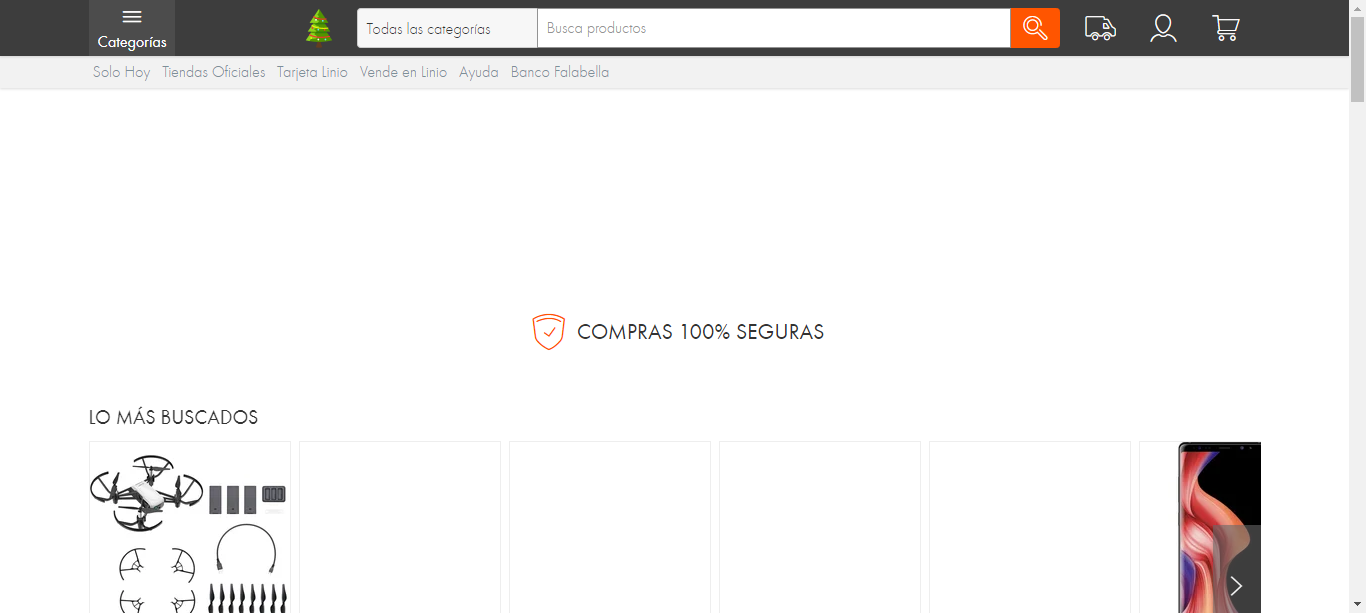 Categorías
Todas las categorías
Busca productos
Solo Hoy Tiendas Oficiales Tarjeta Linio Vende en Linio Ayuda Banco Falabella
COMPRAS 100% SEGURAS
LO MÁS BUSCADOS